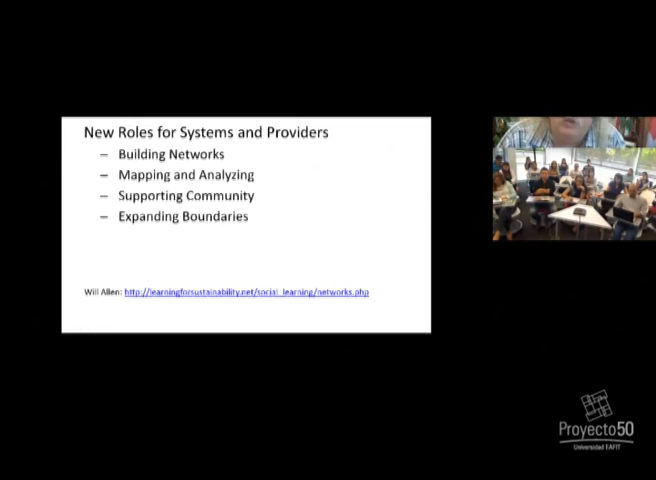 New Roles for Systems and Providers
– Building Networks
– Mapping and Analyzing
– Supporting Community
– Expanding Boundaries
Will Allen: http://learningforsustainability.net/social_learning/networks.php
Proyecto50
Universidad EAFIT